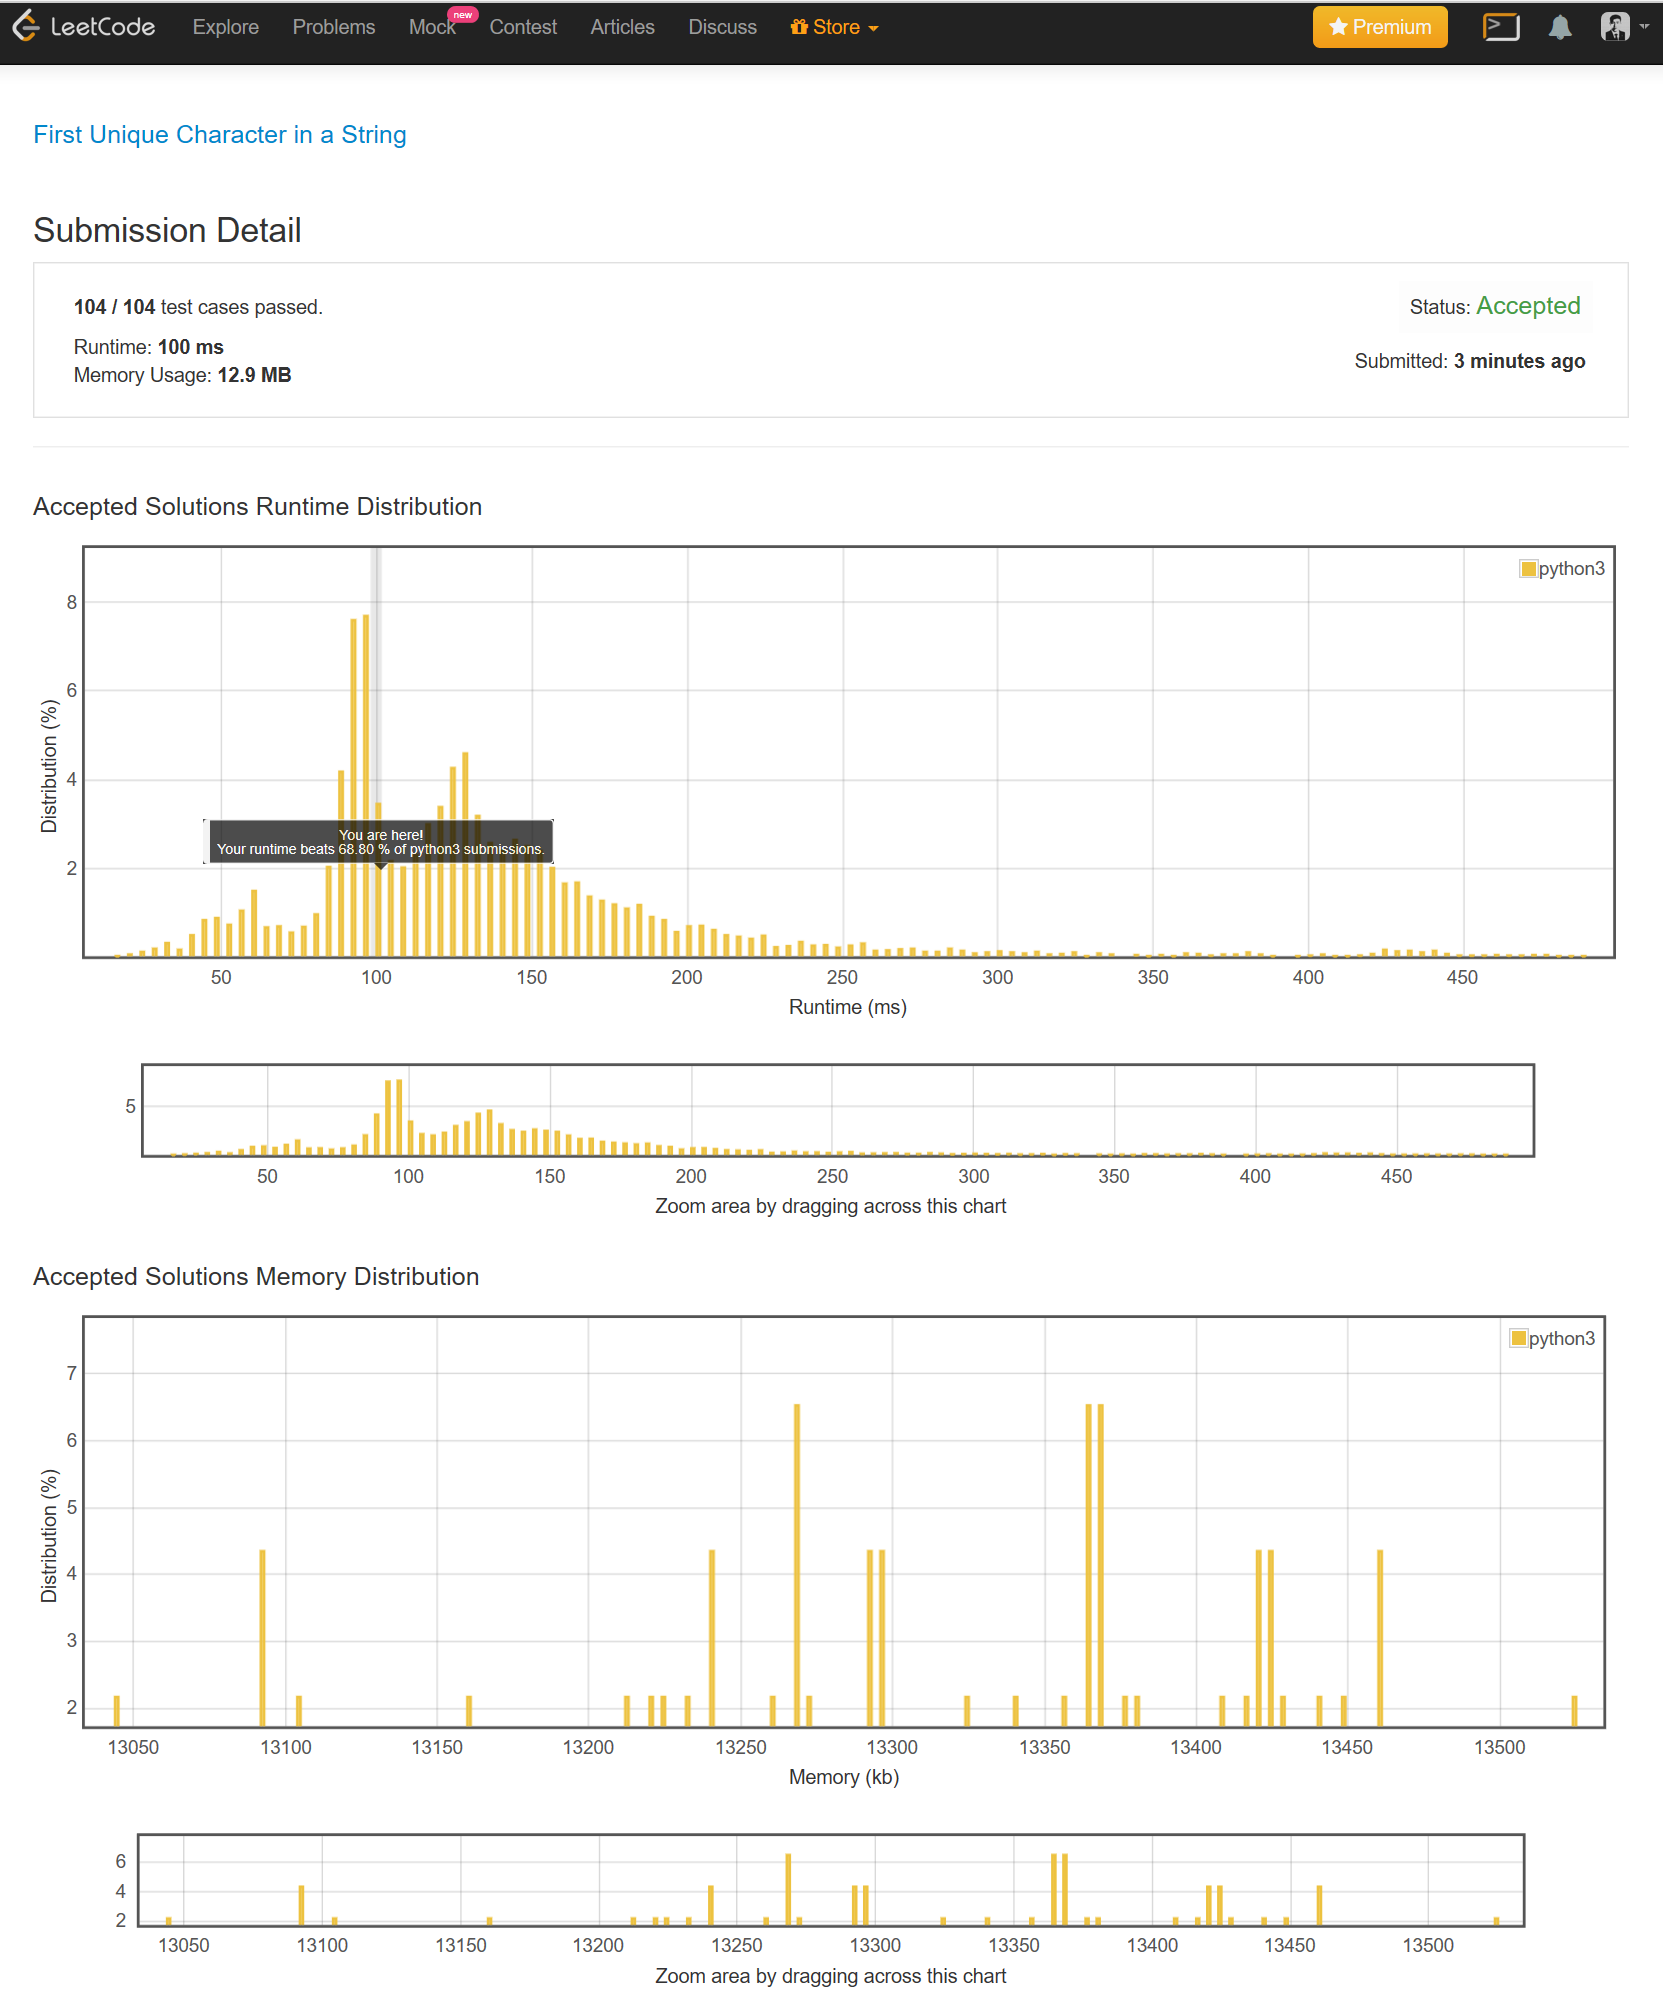 LeetCode Explore Problems Mock new Contest Articles Discuss Store Premium
First Unique Character in a String
Submission Detail
104 / 104 test cases passed.
Status: Accepted
Runtime: 100 ms
Submitted: 3 minutes ago
Memory Usage: 12.9 MB
Accepted Solutions Runtime Distribution
python3
8
6
4
2
Distribution (%)
You are here!
Your runtime beats 68.80 % of python3 submissions.
50 100 150 200 250 300 350 400 450
Runtime (ms)
5
50 100 150 200 250 300 350 400 450
Zoom area by dragging across this chart
Accepted Solutions Memory Distribution
python3
7
6
5
4
3
2
Distribution (%)
13050 13100 13150 13200 13250 13300 13350 13400 13450 13500
Memory (kb)
6
4
2
13050 13100 13150 13200 13250 13300 13350 13400 13450 13500
Zoom area by dragging across this chart